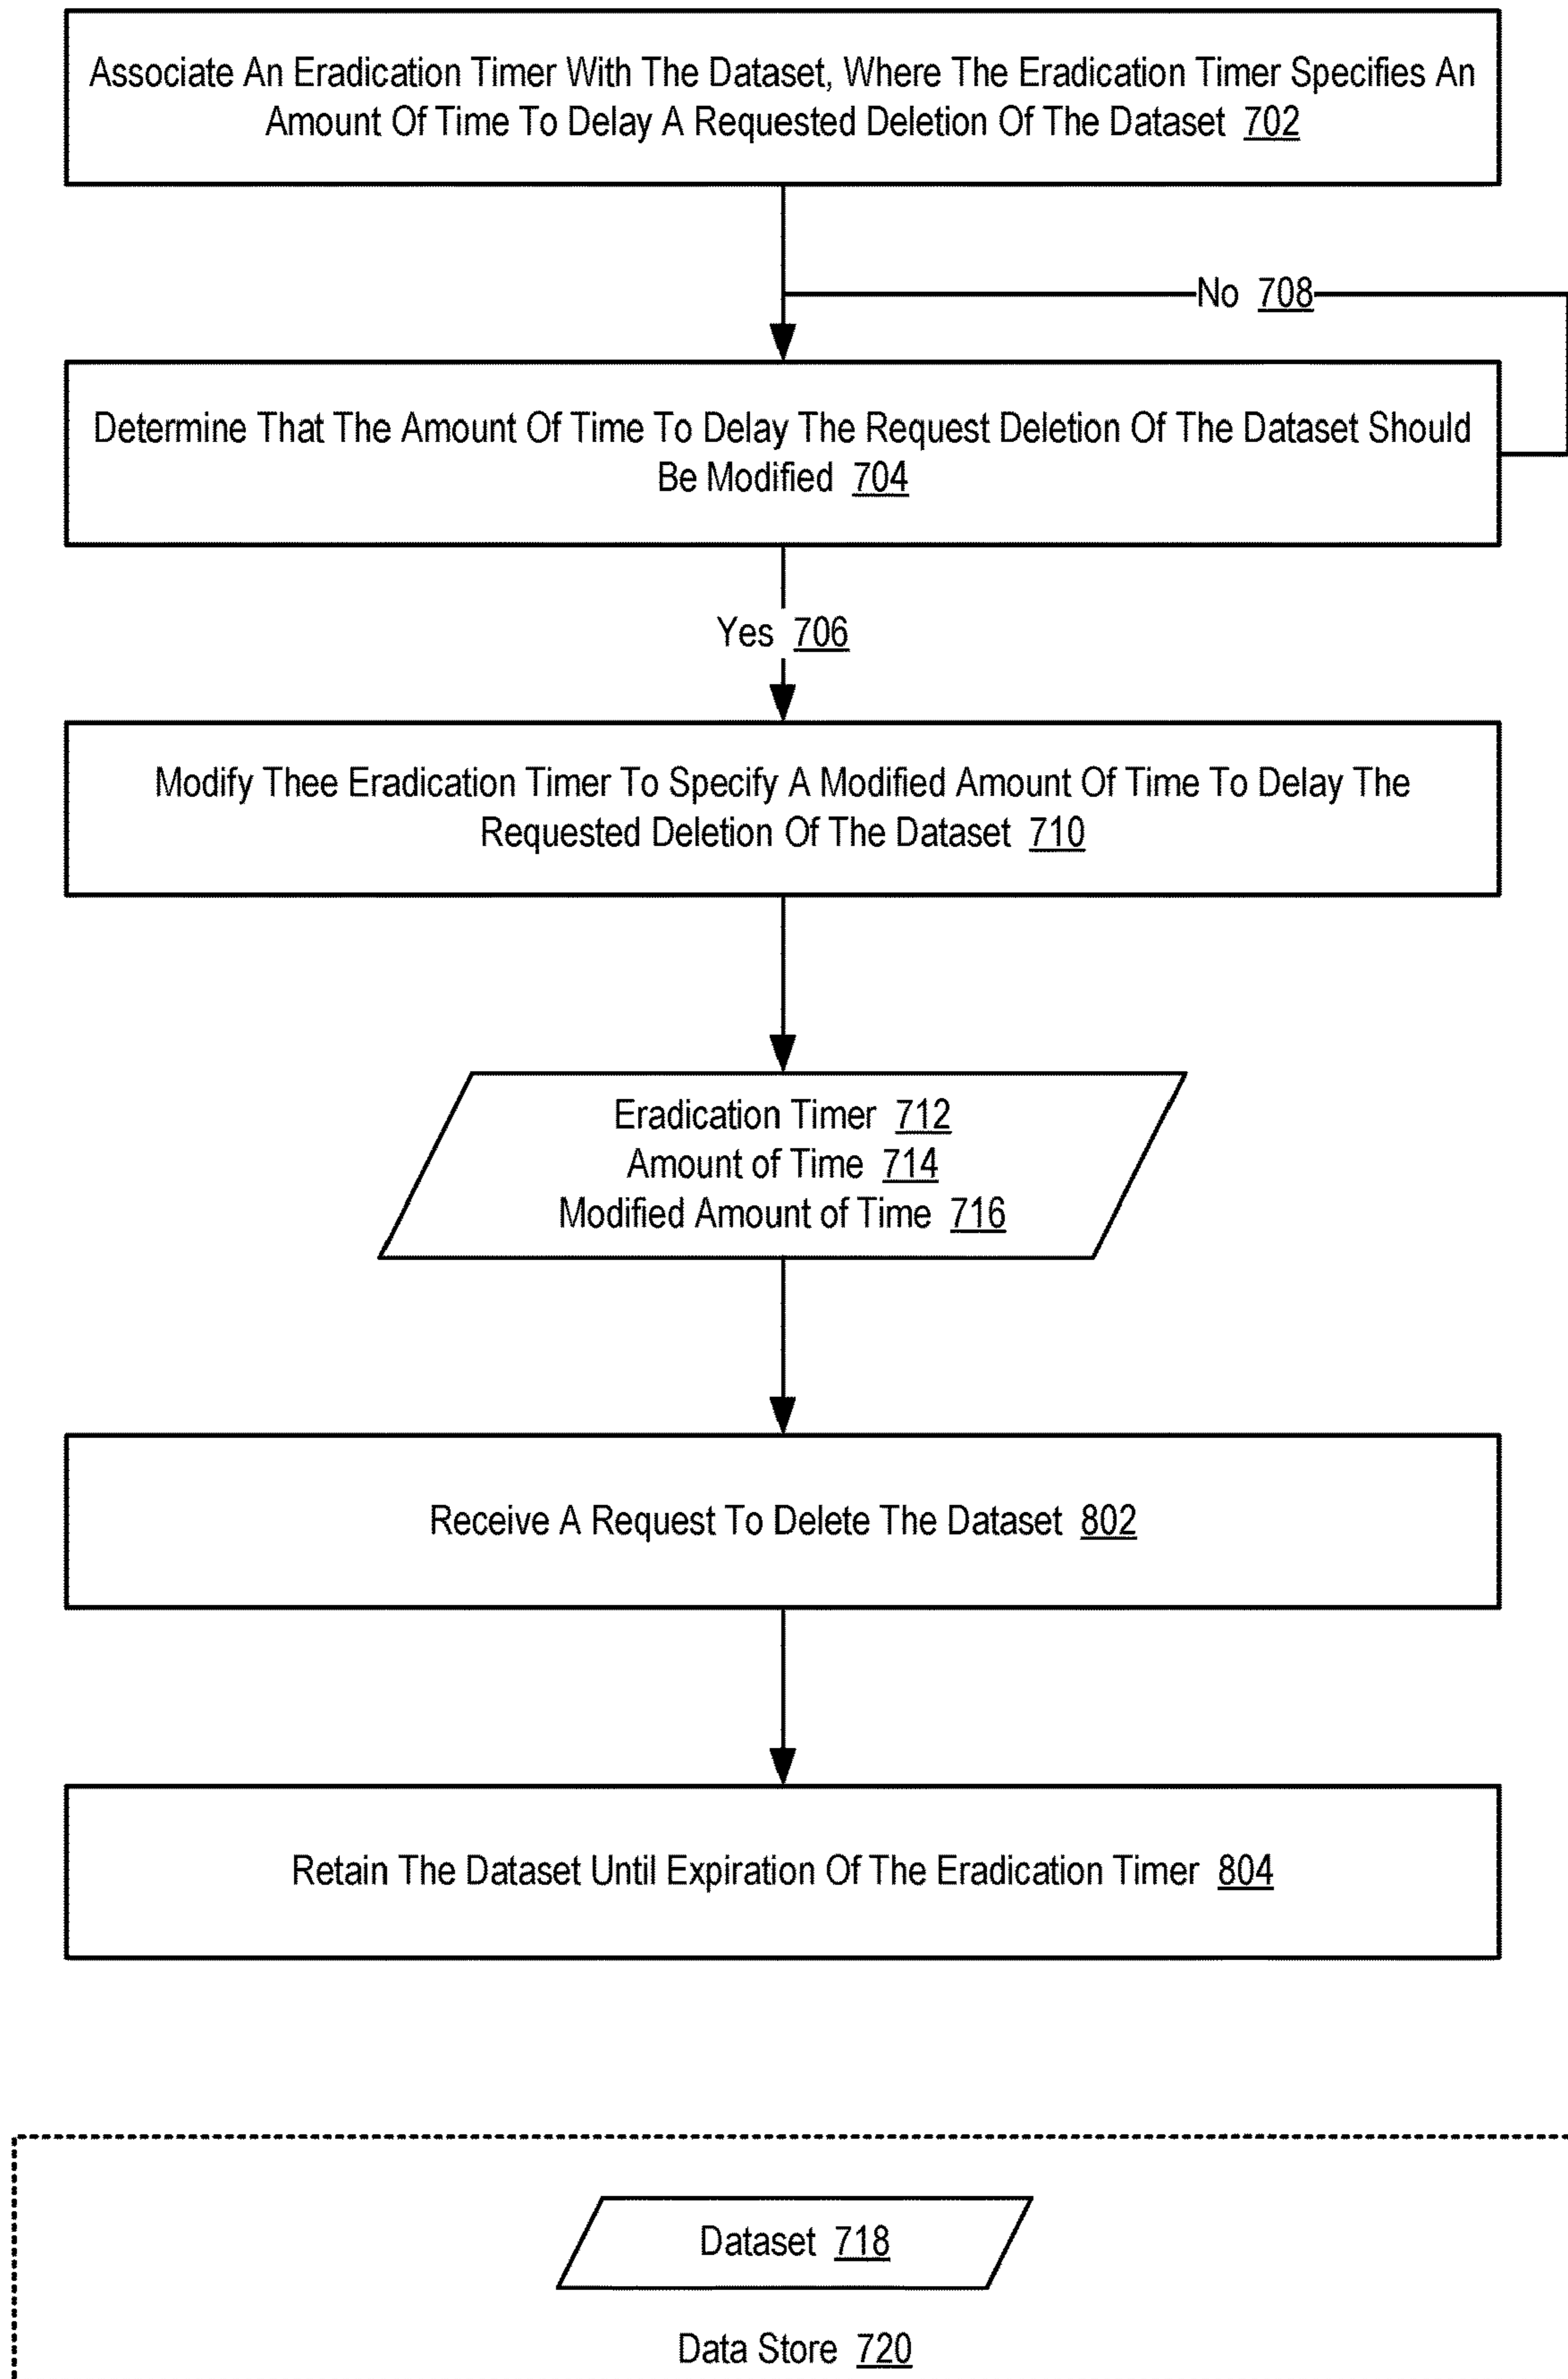 Associate An Eradication Timer With The Dataset, Where The Eradication Timer Specifies An
Amount Of Time To Delay A Requested Deletion Of The Dataset 702
No 708
Determine That The Amount Of Time To Delay The Request Deletion Of The Dataset Should
Be Modified 704
Yes 706
Modify Thee Eradication Timer To Specify A Modified Amount Of Time To Delay The
Requested Deletion Of The Dataset 710
Eradication Timer 712
Amount of Time 714
Modified Amount of Time 716
Receive A Request To Delete The Dataset 802
Retain The Dataset Until Expiration Of The Eradication Timer 804
Dataset 718
Data Store 720